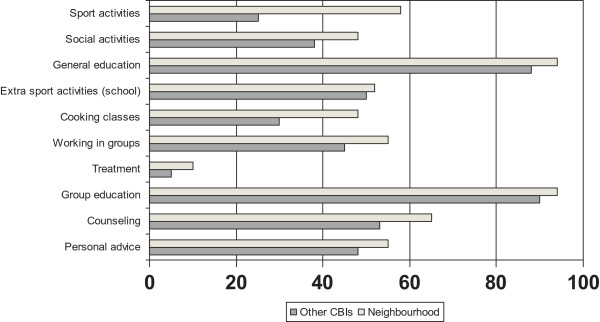 Sport activities
Social activities
General education
Extra sport activities (school)
Cooking classes
Working in groups
Treatment
Group education
Counseling
Personal advice
0 20 40 60 80 100
Other CBIs Neighbourhood